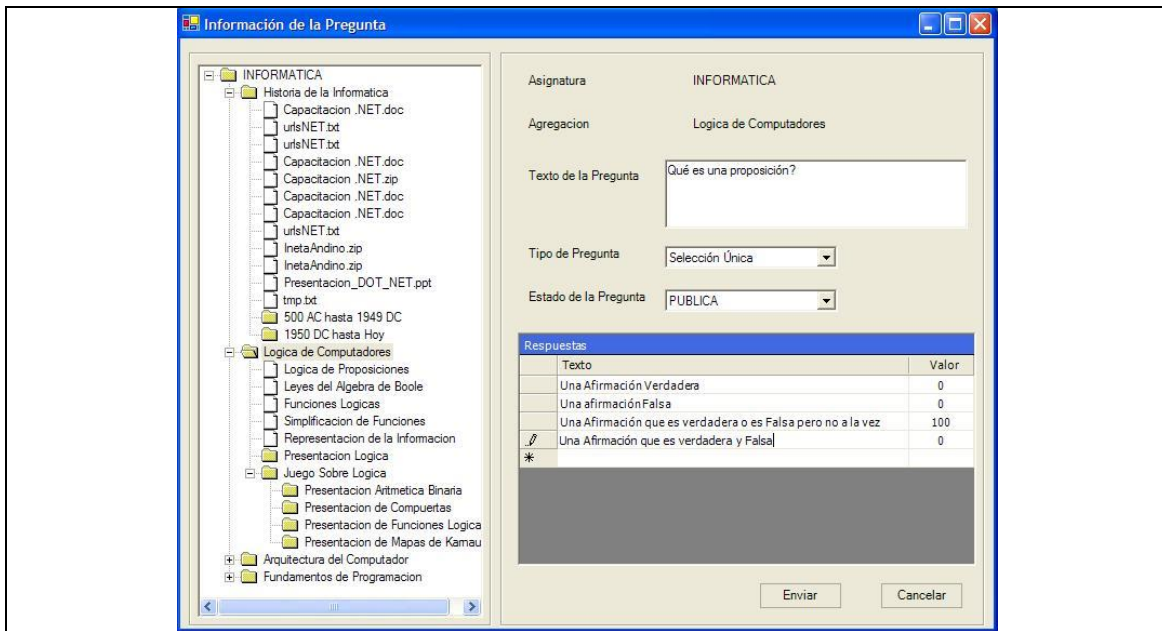 Información de la Pregunta
INFORMATICA
Historia de la Informatica
Capacitacion .NET.doc
urlsNET.txt
urlsNET.txt
Capacitacion .NET.doc
Capacitacion .NET.zip
Capacitacion .NET.doc
Capacitacion .NET.doc
urlsNET.txt
InetaAndino.zip
InetaAndino.zip
Presentacion_DOT_NET.ppt
tmp.txt
500 AC hasta 1949 DC
1950 DC hasta Hoy
Logica de Computadores
Logica de Proposiciones
Leyes del Algebra de Boole
Funciones Logicas
Simplificacion de Funciones
Representacion de la Informacion
Presentacion Logica
Juego Sobre Logica
Presentacion Aritmetica Binaria
Presentacion de Compuertas
Presentacion de Funciones Logica
Presentacion de Mapas de Karnau
Arquitectura del Computador
Fundamentos de Programacion
Asignatura INFORMATICA
Agregacion Logica de Computadores
Texto de la Pregunta Qué es una proposición?
Tipo de Pregunta Selección Única
Estado de la Pregunta PUBLICA
Respuestas
Texto Valor
Una Afirmación Verdadera 0
Una afirmación Falsa 0
Una Afirmación que es verdadera o es Falsa pero no a la vez 100
Una Afirmación que es verdadera y Falsa 0
Enviar Cancelar